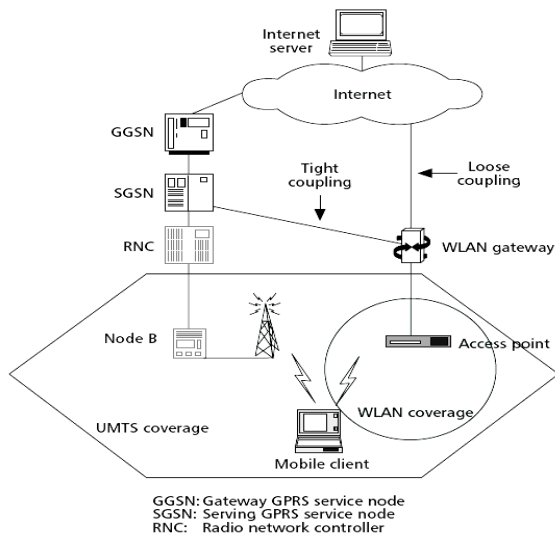 Internet
server
Internet
GGSN
Tight
coupling
Loose
coupling
SGSN
RNC
WLAN gateway
Node B
Access point
UMTS coverage
WLAN coverage
Mobile client
GGSN: Gateway GPRS service node
SGSN: Serving GPRS service node
RNC: Radio network controller